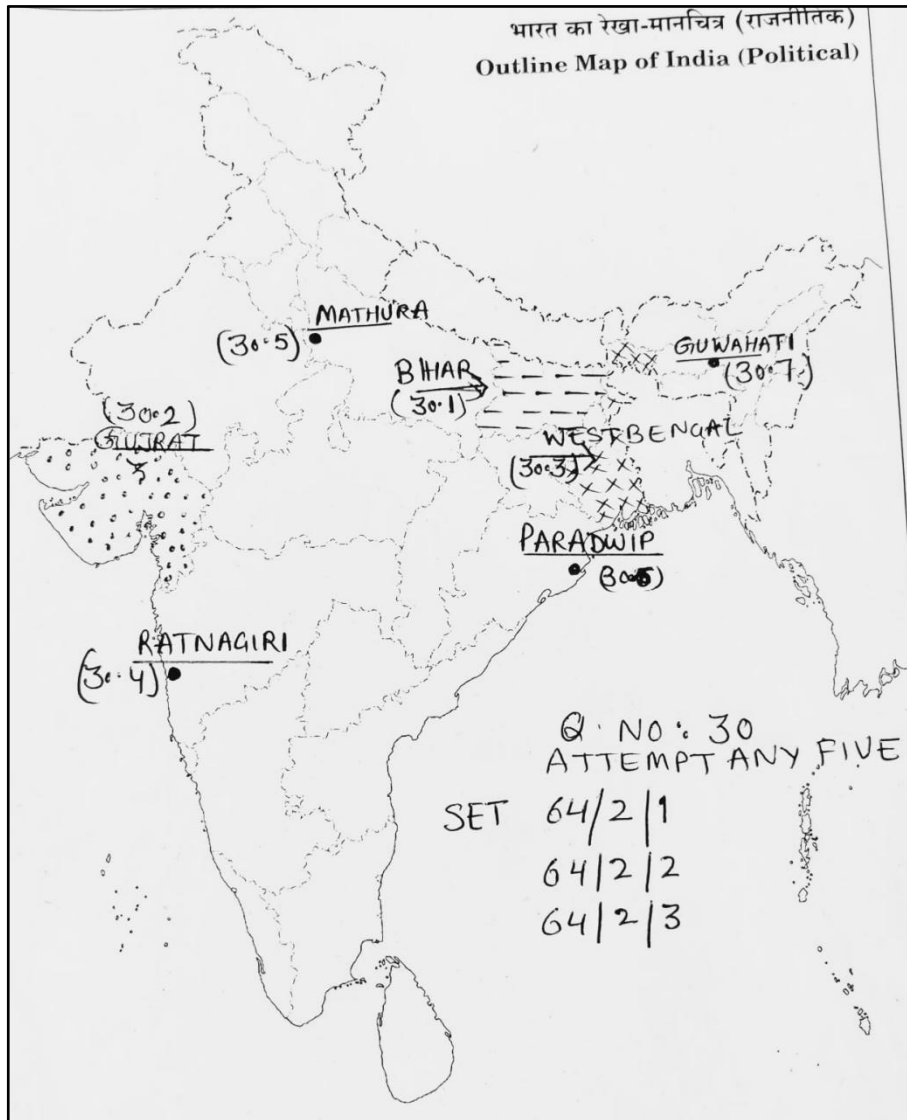 भारत का रेखा-मानचित्र (राजनीतिक)
Outline Map of India (Political)
MATHURA
(30.5)
GUWAHATI
(30.7)
BIHAR
(30.1)
(30.2)
GUJRAT
WEST BENGAL
(30.3)
PARADWIP
RATNAGIRI
(30.4)
Q. NO: 30
ATTEMPT ANY FIVE
SET 64/2/1
64/2/2
64/2/3